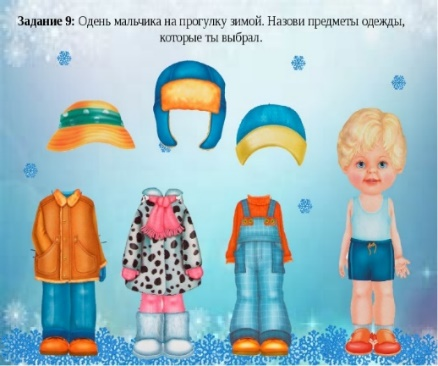 Задание 9: Одень мальчика на прогулку зимой. Назови предметы одежды,
которые ты выбрал.